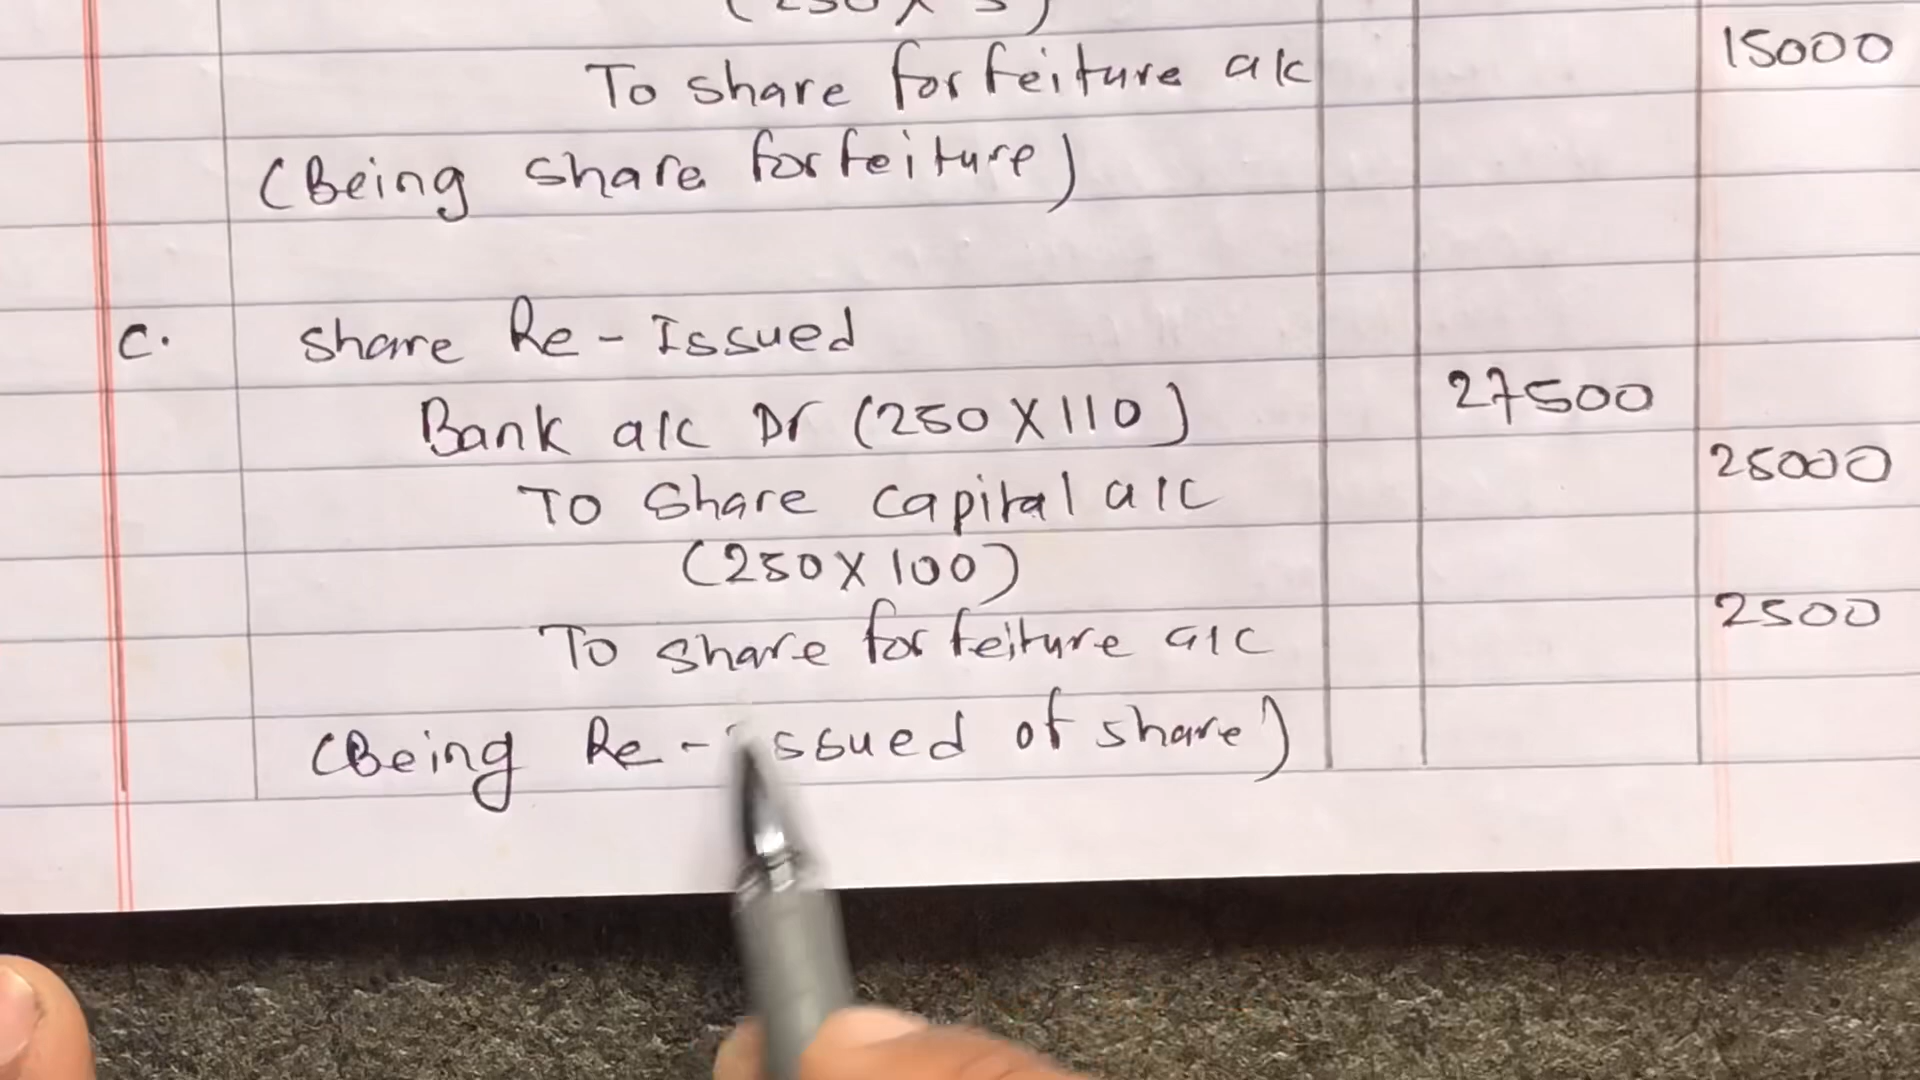 To share forfeiture a/c 15000
(Being share forfeiture)
C. share Re-Issued
Bank a/c Dr (250 X 110) 27500
To Share capital a/c 25000
(250 X 100)
To share forfeiture a/c 2500
(Being Re-issued of share)